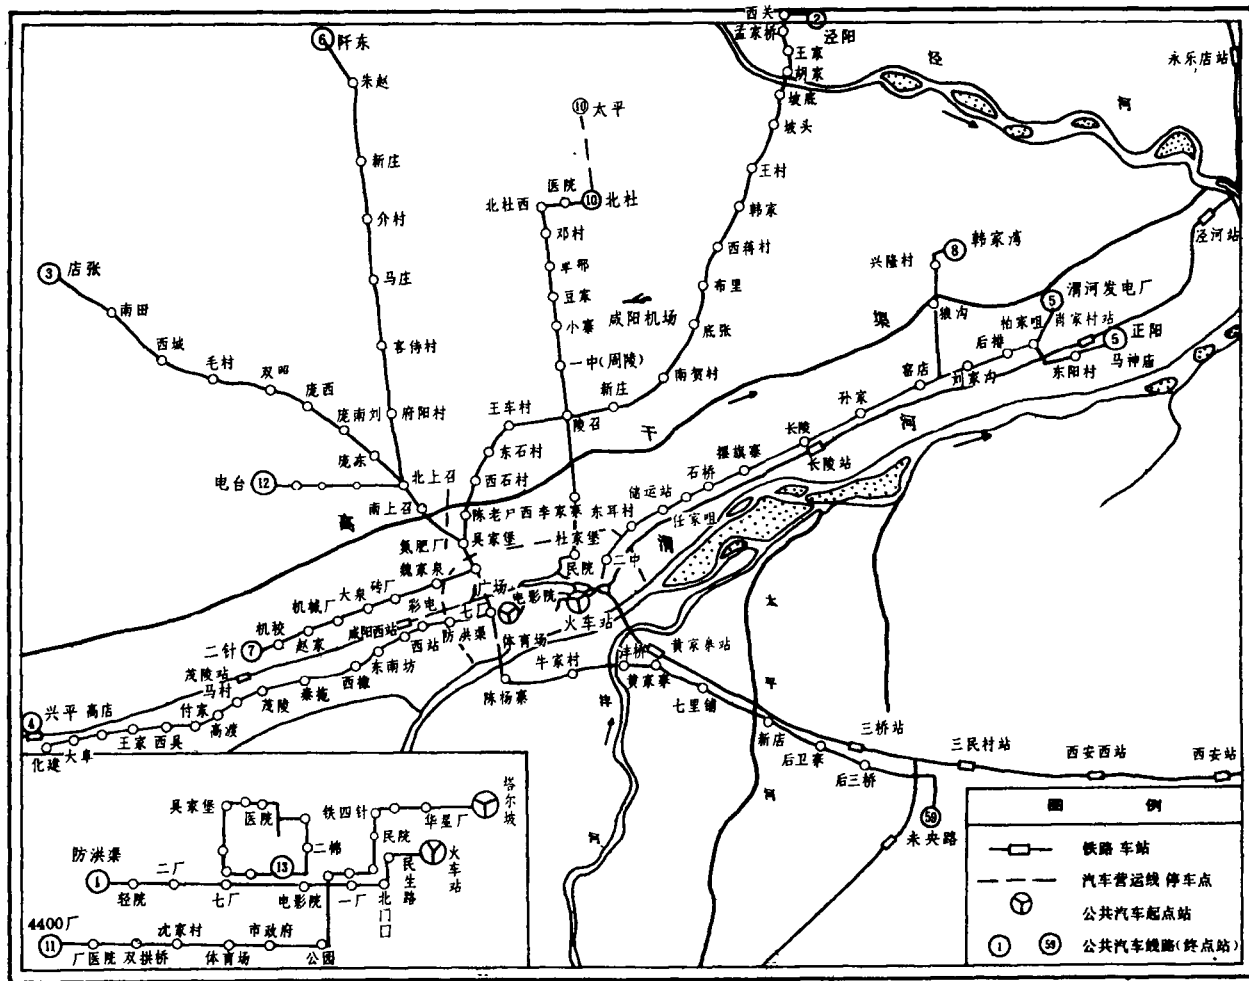 西关
②
孟家桥
泾阳
王家
胡家
坡底
坡头
王村
韩家
西蒋村
布里
底张
南贺村
新庄
陵召
泾
河
永乐店站
泾河站
⑥
阡东
朱赵
新庄
介村
马庄
客侍村
府阳村
⑩
太平
医院
⑩
北杜
北杜西
邓村
豆家
小寨
一中(周陵)
咸阳机场
③
店张
南田
西城
毛村
双照
庞西
庞南刘
庞东
电台
⑫
北上召
南上召
氮肥厂
⑧
韩家湾
兴隆村
狼沟
⑤
渭河发电厂
柏家咀
肖家村站
⑤
正阳
马神庙
东阳村
后排
刘家沟
窑店
孙家
长陵
长陵站
摆旗寨
石桥
储运站
任家咀
东耳村
二中
渠
干
高
渭
河
王车村
东石村
西石村
陈老户
西李家寨
吴家堡
杜家堡
民院
魏家泉
广场
砖厂
大泉
机械厂
赵家
机校
二针
⑦
彩电
七厂
电影院
火车站
咸阳西站
西站
防洪渠
体育场
东南坊
西橄
秦掩
茂陵
茂陵站
马村
付家
高渡
西吴
王家
大阜
高店
兴平
④
化建
陈杨寨
牛家村
沣桥
黄家寨站
黄家寨
七里铺
新店
后卫寨
后三桥
三桥站
三民村站
西安西站
西安站
59
未央路
太
平
河
沣
河
吴家堡
医院
铁四针
华星厂
塔尔坡
二棉
民院
⑬
防洪渠
①
轻院
二厂
七厂
电影院
一厂
北门口
民生路
火车站
4400厂
⑪
厂医院
双拱桥
沈家村
体育场
市政府
公园
图 例
铁路 车站
汽车营运线 停车点
公共汽车起点站
① 59 公共汽车线路(终点站)